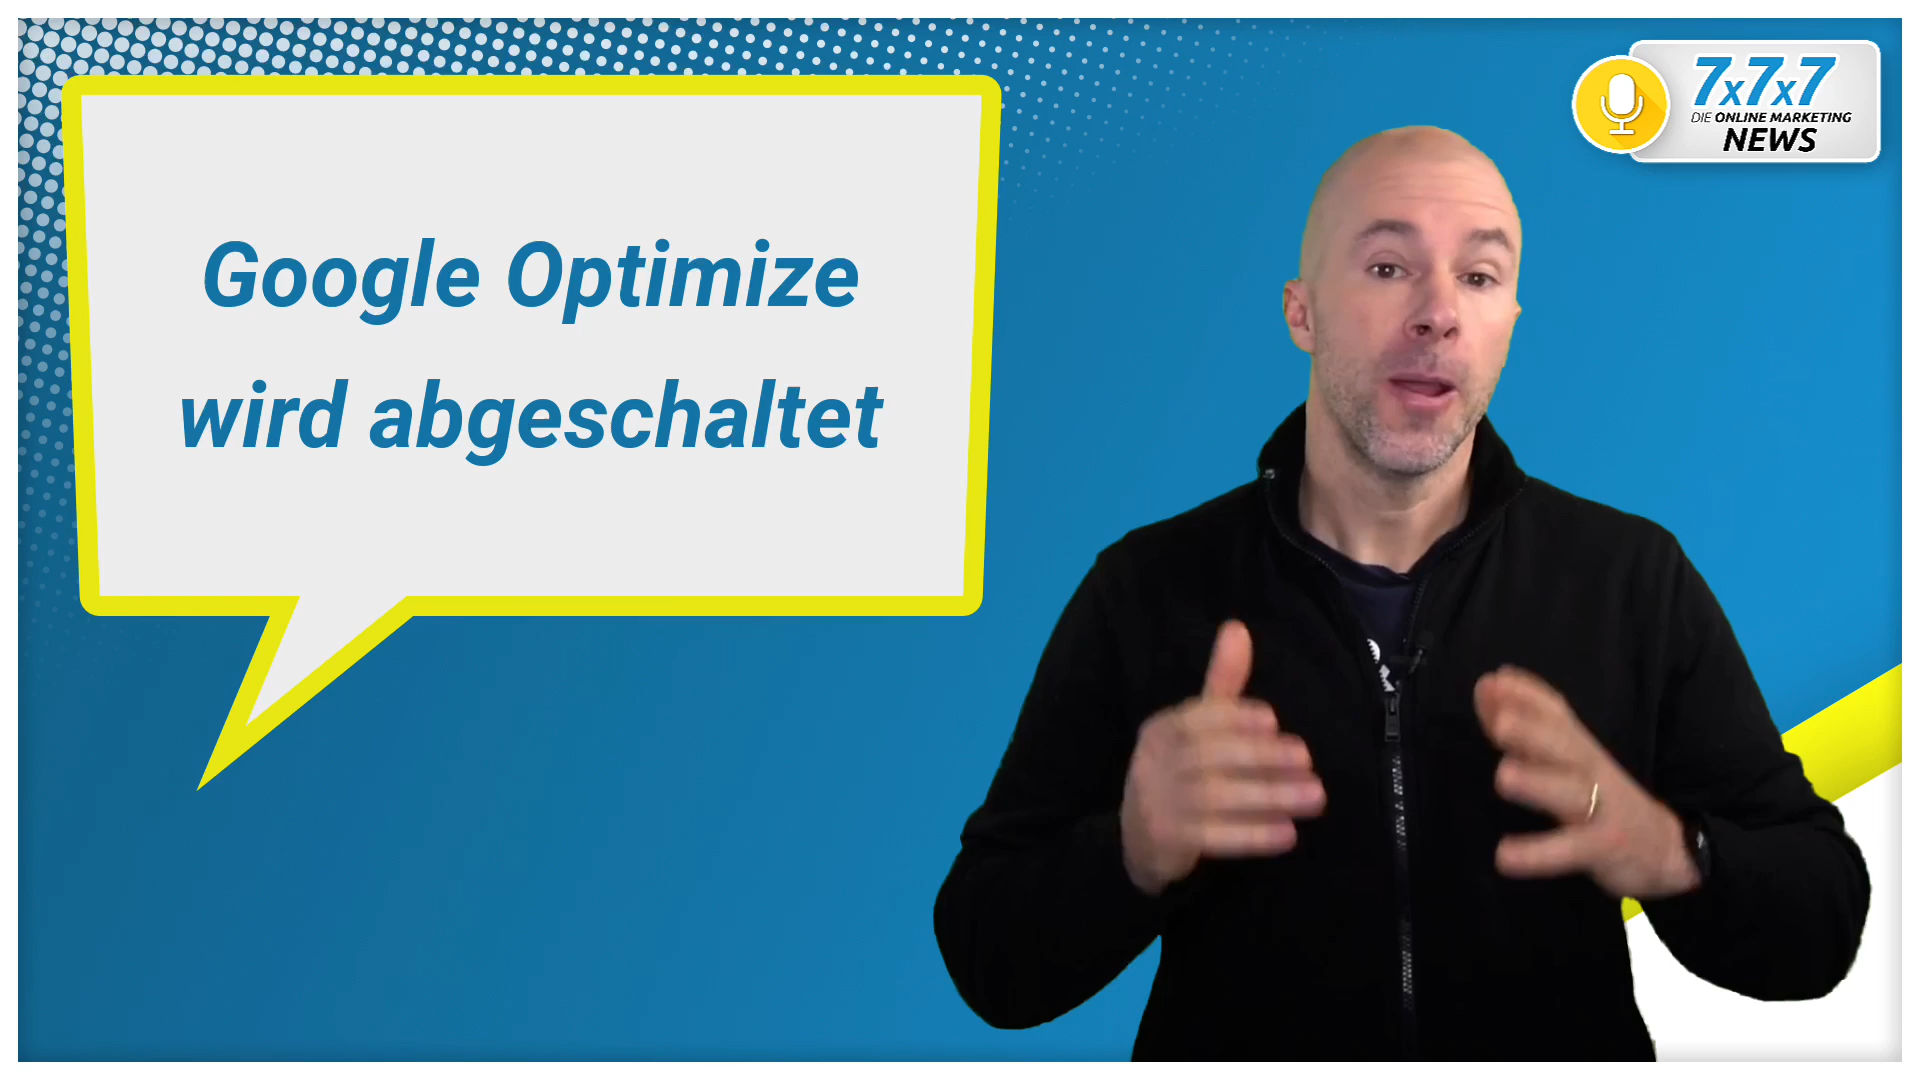 Google Optimize
wird abgeschaltet
7x7x7
DIE ONLINE MARKETING
NEWS